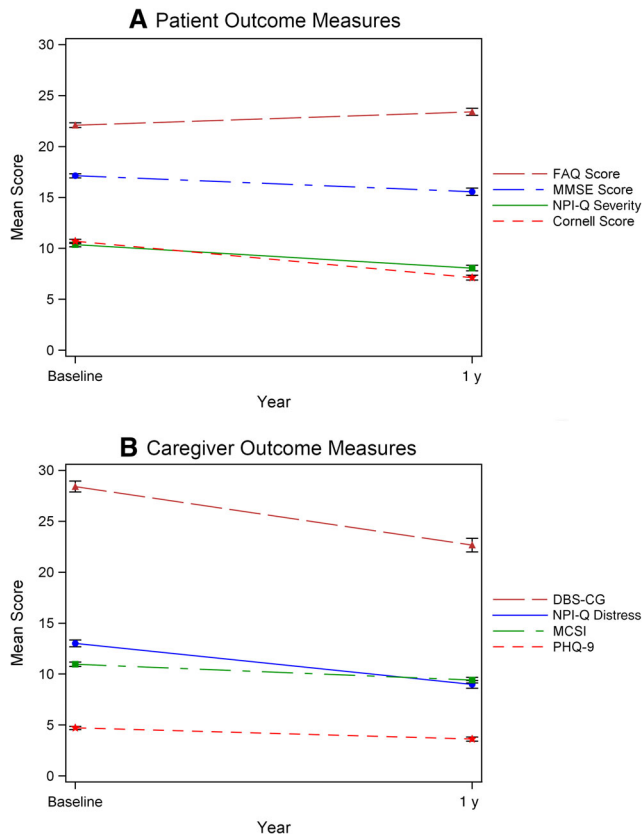 A Patient Outcome Measures
30
25
20
15
10
5
0
Mean Score
Baseline
1 y
Year
FAQ Score
MMSE Score
NPI-Q Severity
Cornell Score
B Caregiver Outcome Measures
30
25
20
15
10
5
0
Mean Score
Baseline
1 y
Year
DBS-CG
NPI-Q Distress
MCSI
PHQ-9